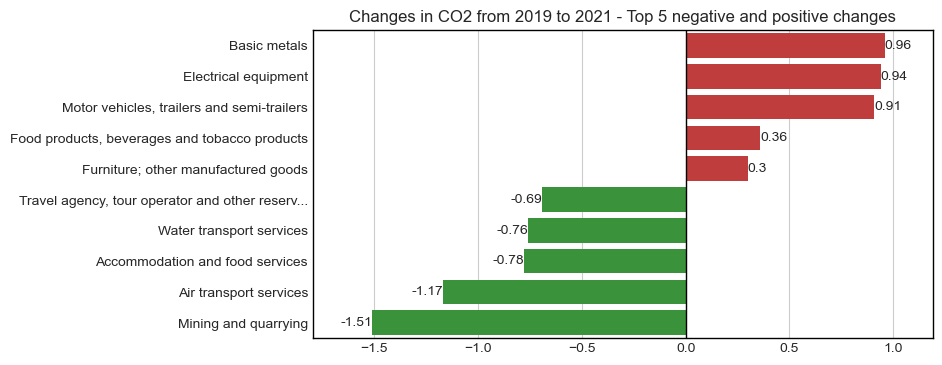 Changes in CO2 from 2019 to 2021 - Top 5 negative and positive changes
Basic metals
0.96
Electrical equipment
0.94
Motor vehicles, trailers and semi-trailers
0.91
Food products, beverages and tobacco products
0.36
Furniture; other manufactured goods
0.3
Travel agency, tour operator and other reserv...
-0.69
Water transport services
-0.76
Accommodation and food services
-0.78
Air transport services
-1.17
Mining and quarrying
-1.51
−1.5 −1.0 −0.5 0.0 0.5 1.0